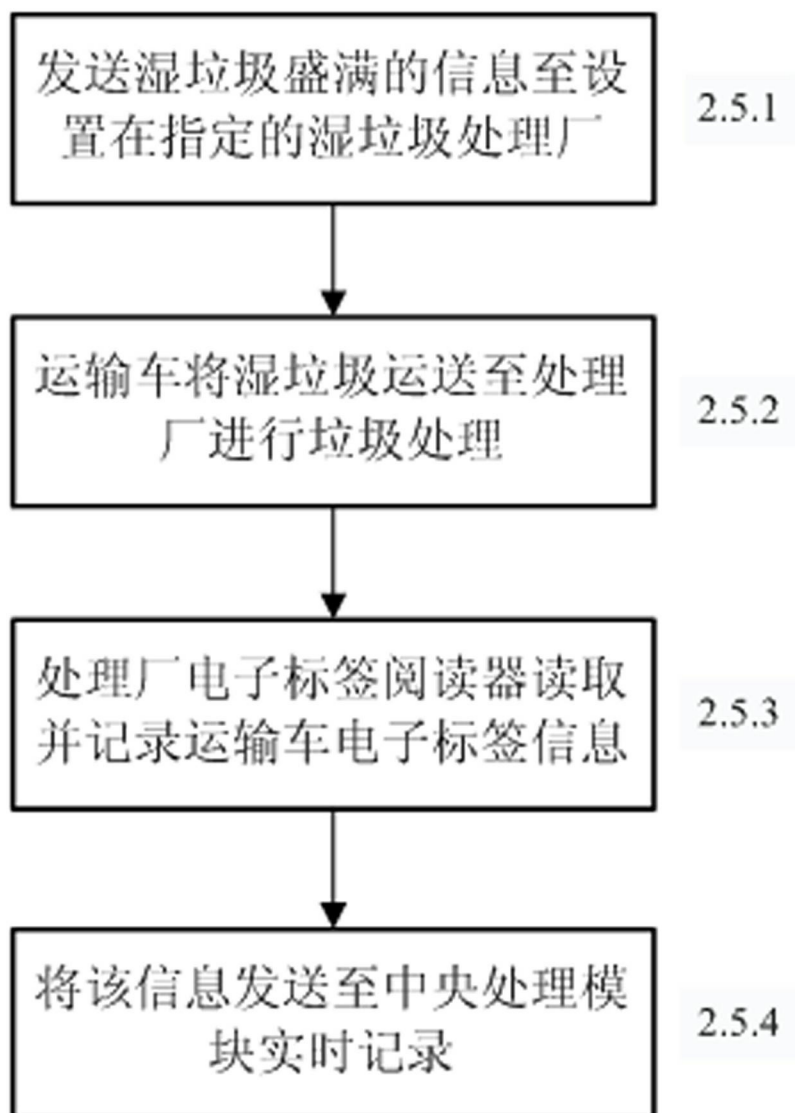 发送湿垃圾盛满的信息至设
置在指定的湿垃圾处理厂
2.5.1
运输车将湿垃圾运送至处理
厂进行垃圾处理
2.5.2
处理厂电子标签阅读器读取
并记录运输车电子标签信息
2.5.3
将该信息发送至中央处理模
块实时记录
2.5.4